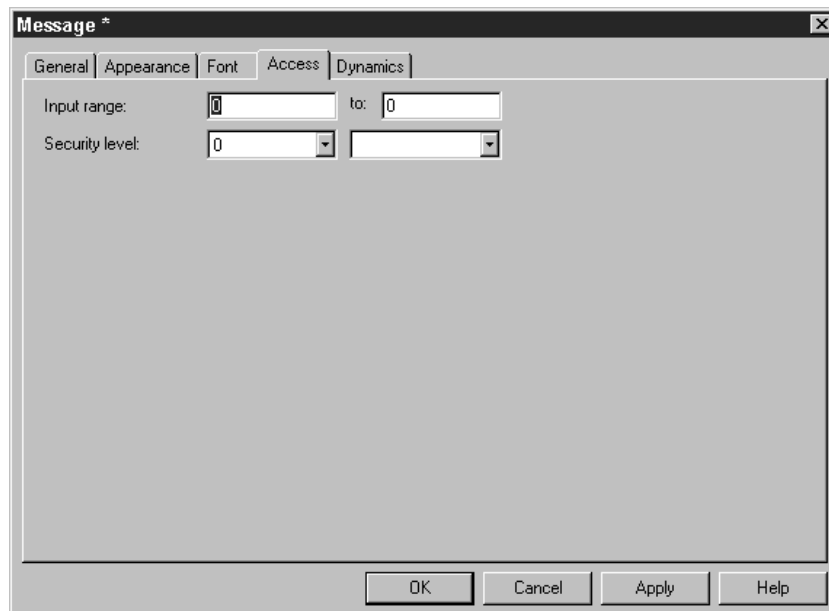 Message *
General Appearance Font Access Dynamics
Input range: 0 to: 0
Security level: 0
OK Cancel Apply Help